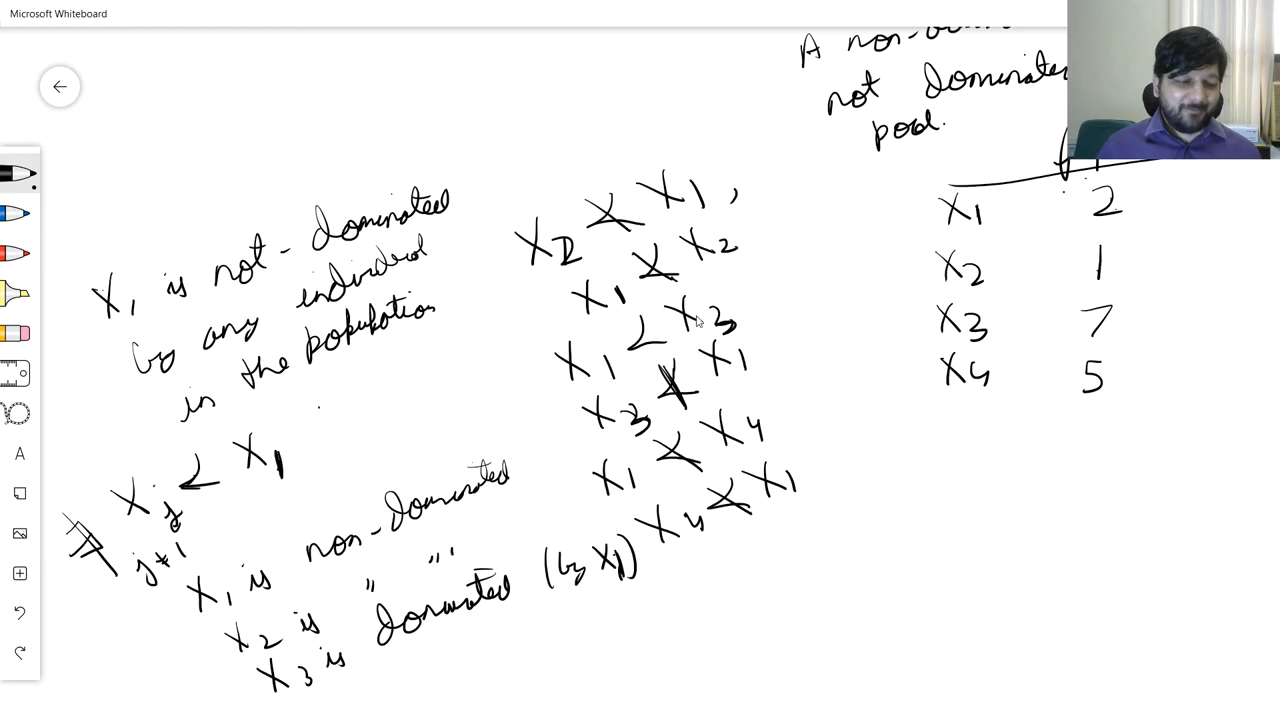 Microsoft Whiteboard
A non-
not dominated
pool.
X1 is not-dominated
by any individual
in the population
Xj < X1
j≠1
X1 is non-dominated
X2 is " "
X3 is dominated (by X1)
X2 ≮ X1,
X1 ≮ X2
X1 < X3
X3 ≮ X1
X1 ≮ X4
X4 ≮ X1
X1 2
X2 1
X3 7
X4 5
A